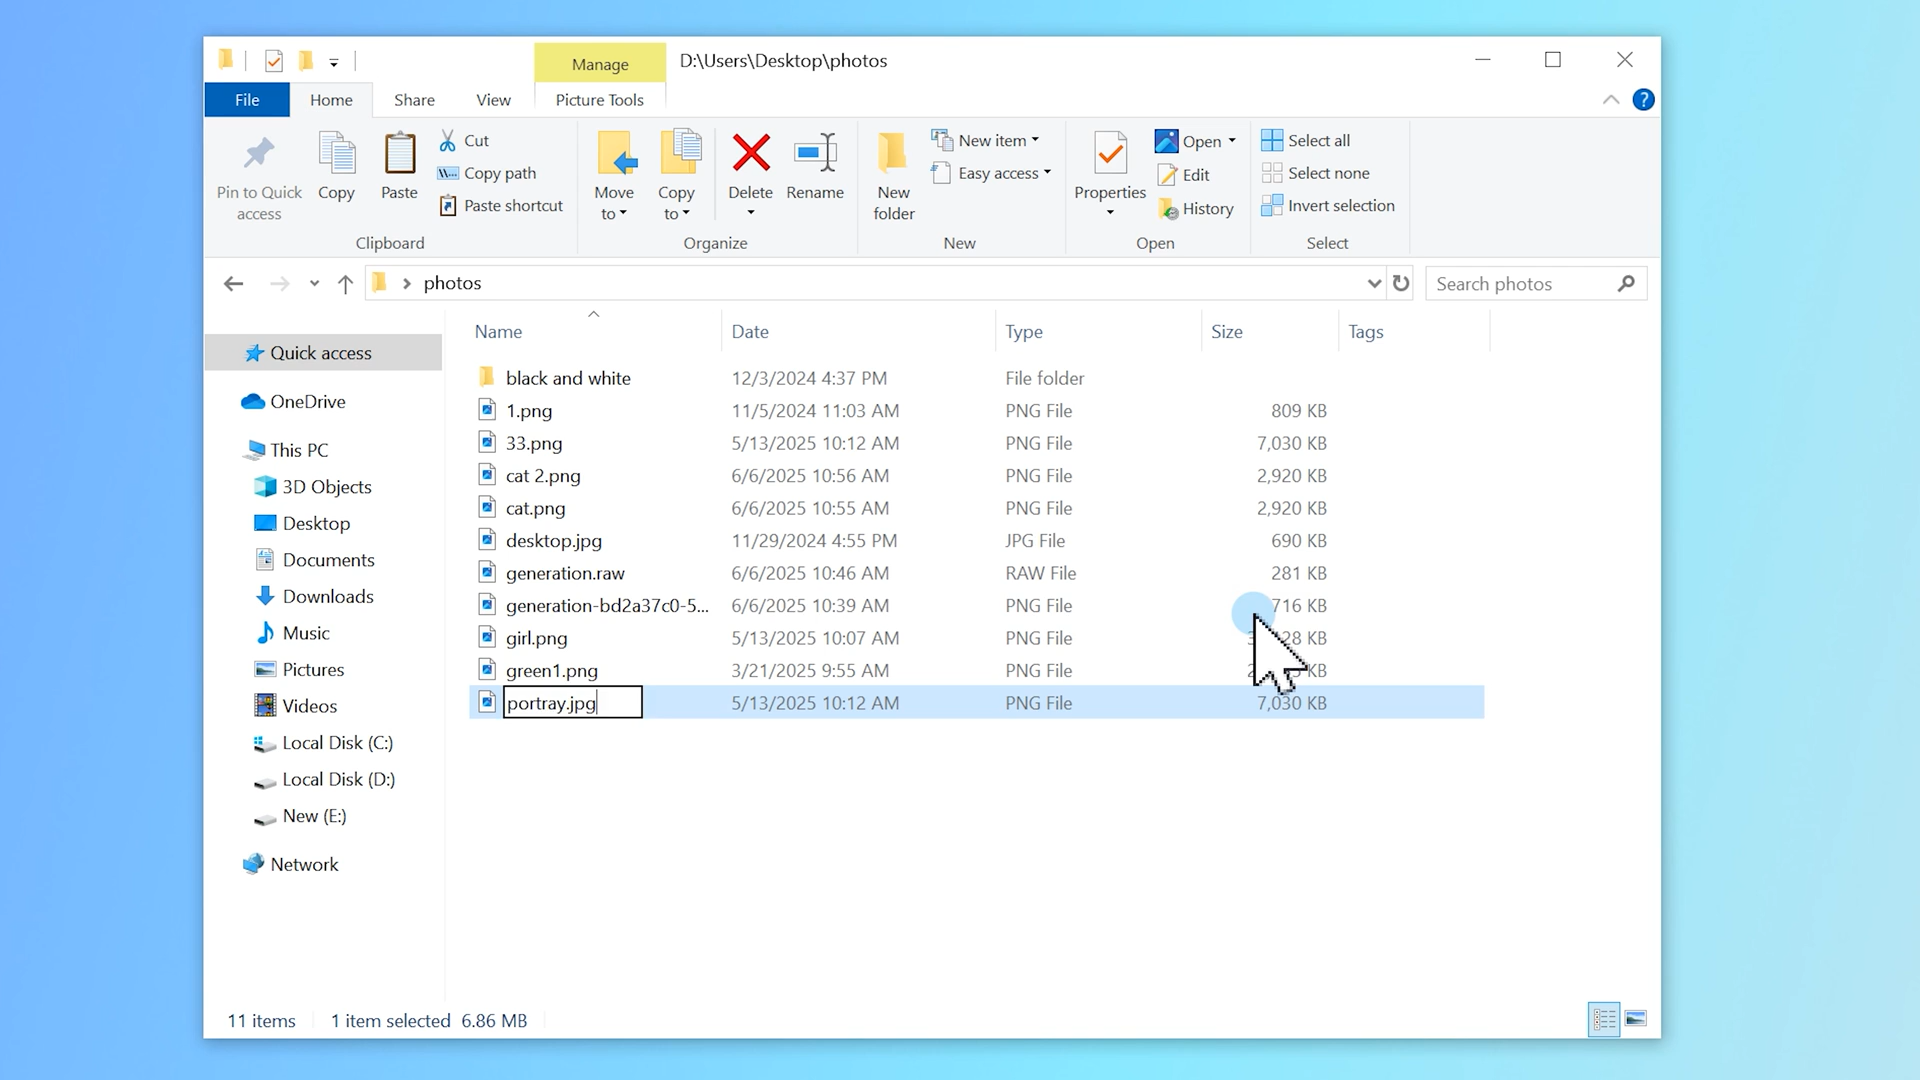 Manage
D:\Users\Desktop\photos
File
Home
Share
View
Picture Tools
?
Pin to Quick access
Copy
Paste
Cut
Copy path
Paste shortcut
Clipboard
Move to
Copy to
Delete
Rename
Organize
New folder
New item
Easy access
New
Properties
Open
Edit
History
Open
Select all
Select none
Invert selection
Select
photos
Search photos
Name
Date
Type
Size
Tags
Quick access
OneDrive
This PC
3D Objects
Desktop
Documents
Downloads
Music
Pictures
Videos
Local Disk (C:)
Local Disk (D:)
New (E:)
Network
black and white 12/3/2024 4:37 PM File folder
1.png 11/5/2024 11:03 AM PNG File 809 KB
33.png 5/13/2025 10:12 AM PNG File 7,030 KB
cat 2.png 6/6/2025 10:56 AM PNG File 2,920 KB
cat.png 6/6/2025 10:55 AM PNG File 2,920 KB
desktop.jpg 11/29/2024 4:55 PM JPG File 690 KB
generation.raw 6/6/2025 10:46 AM RAW File 281 KB
generation-bd2a37c0-5... 6/6/2025 10:39 AM PNG File 716 KB
girl.png 5/13/2025 10:07 AM PNG File KB
green1.png 3/21/2025 9:55 AM PNG File KB
portray.jpg 5/13/2025 10:12 AM PNG File 7,030 KB
11 items
1 item selected 6.86 MB